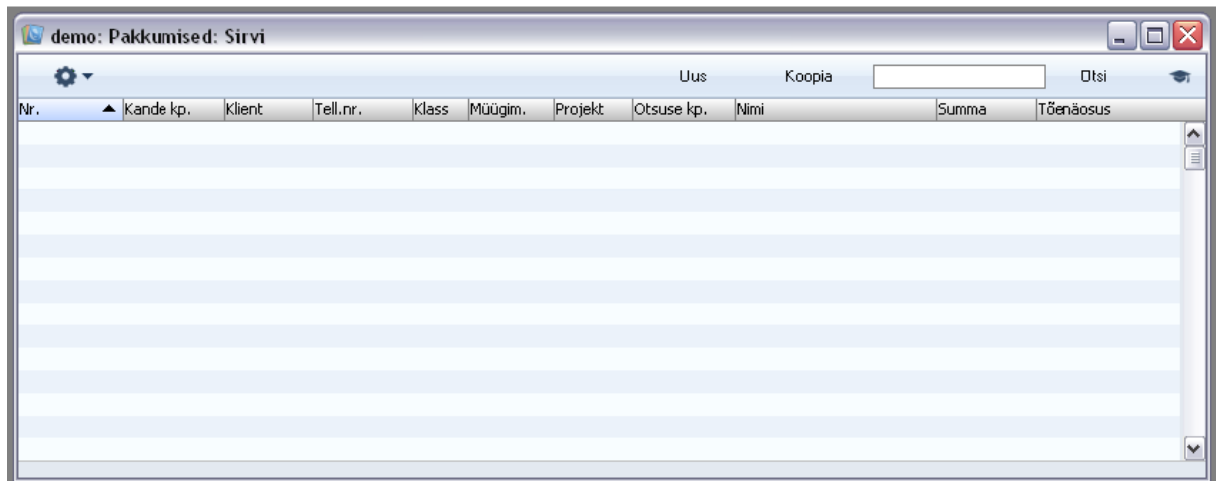 demo: Pakkumised: Sirvi
Uus Koopia Otsi
Nr. Kande kp. Klient Tell.nr. Klass Müügim. Projekt Otsuse kp. Nimi Summa Tõenäosus